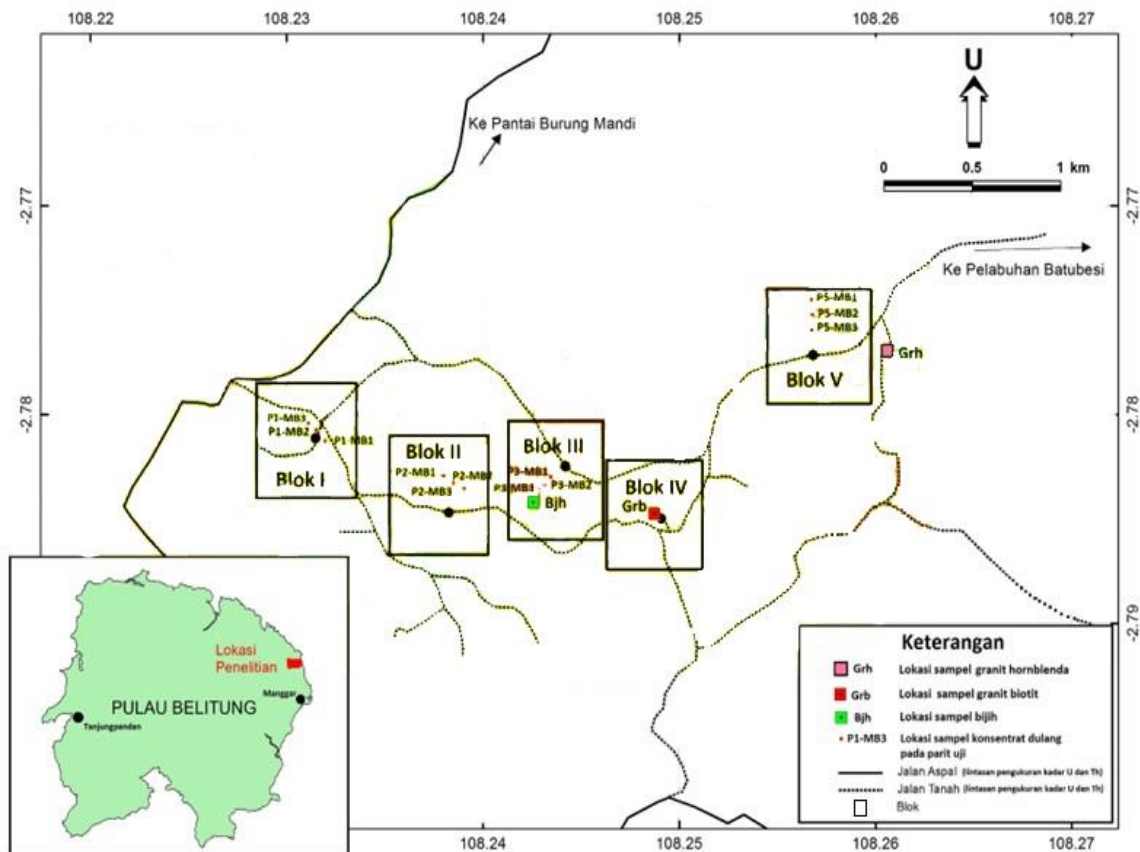 108.22 108.23 108.24 108.25 108.26 108.27
U
Ke Pantai Burung Mandi
0 0.5 1 km
-2.77 -2.77
Ke Pelabuhan Batubesi
P5-MB1
P5-MB2
P5-MB3
Grh
Blok V
-2.78 -2.78
P1-MB3
P1-MB2
P1-MB1
Blok I
Blok II
P2-MB1
P2-MB3
Blok III
P3-MB1
P3-MB2
P3-MB3
Bjh
Blok IV
Grb
-2.79
Lokasi
Penelitian
Manggar
PULAU BELITUNG
Tanjungpandan
Keterangan
Grh Lokasi sampel granit hornblenda
Grb Lokasi sampel granit biotit
Bjh Lokasi sampel bijih
P1-MB3 Lokasi sampel konsentrat dulang
pada parit uji
Jalan Aspal (lintasan pengukuran kadar U dan Th)
Jalan Tanah (lintasan pengukuran kadar U dan Th)
Blok
108.24 108.25 108.26 108.27